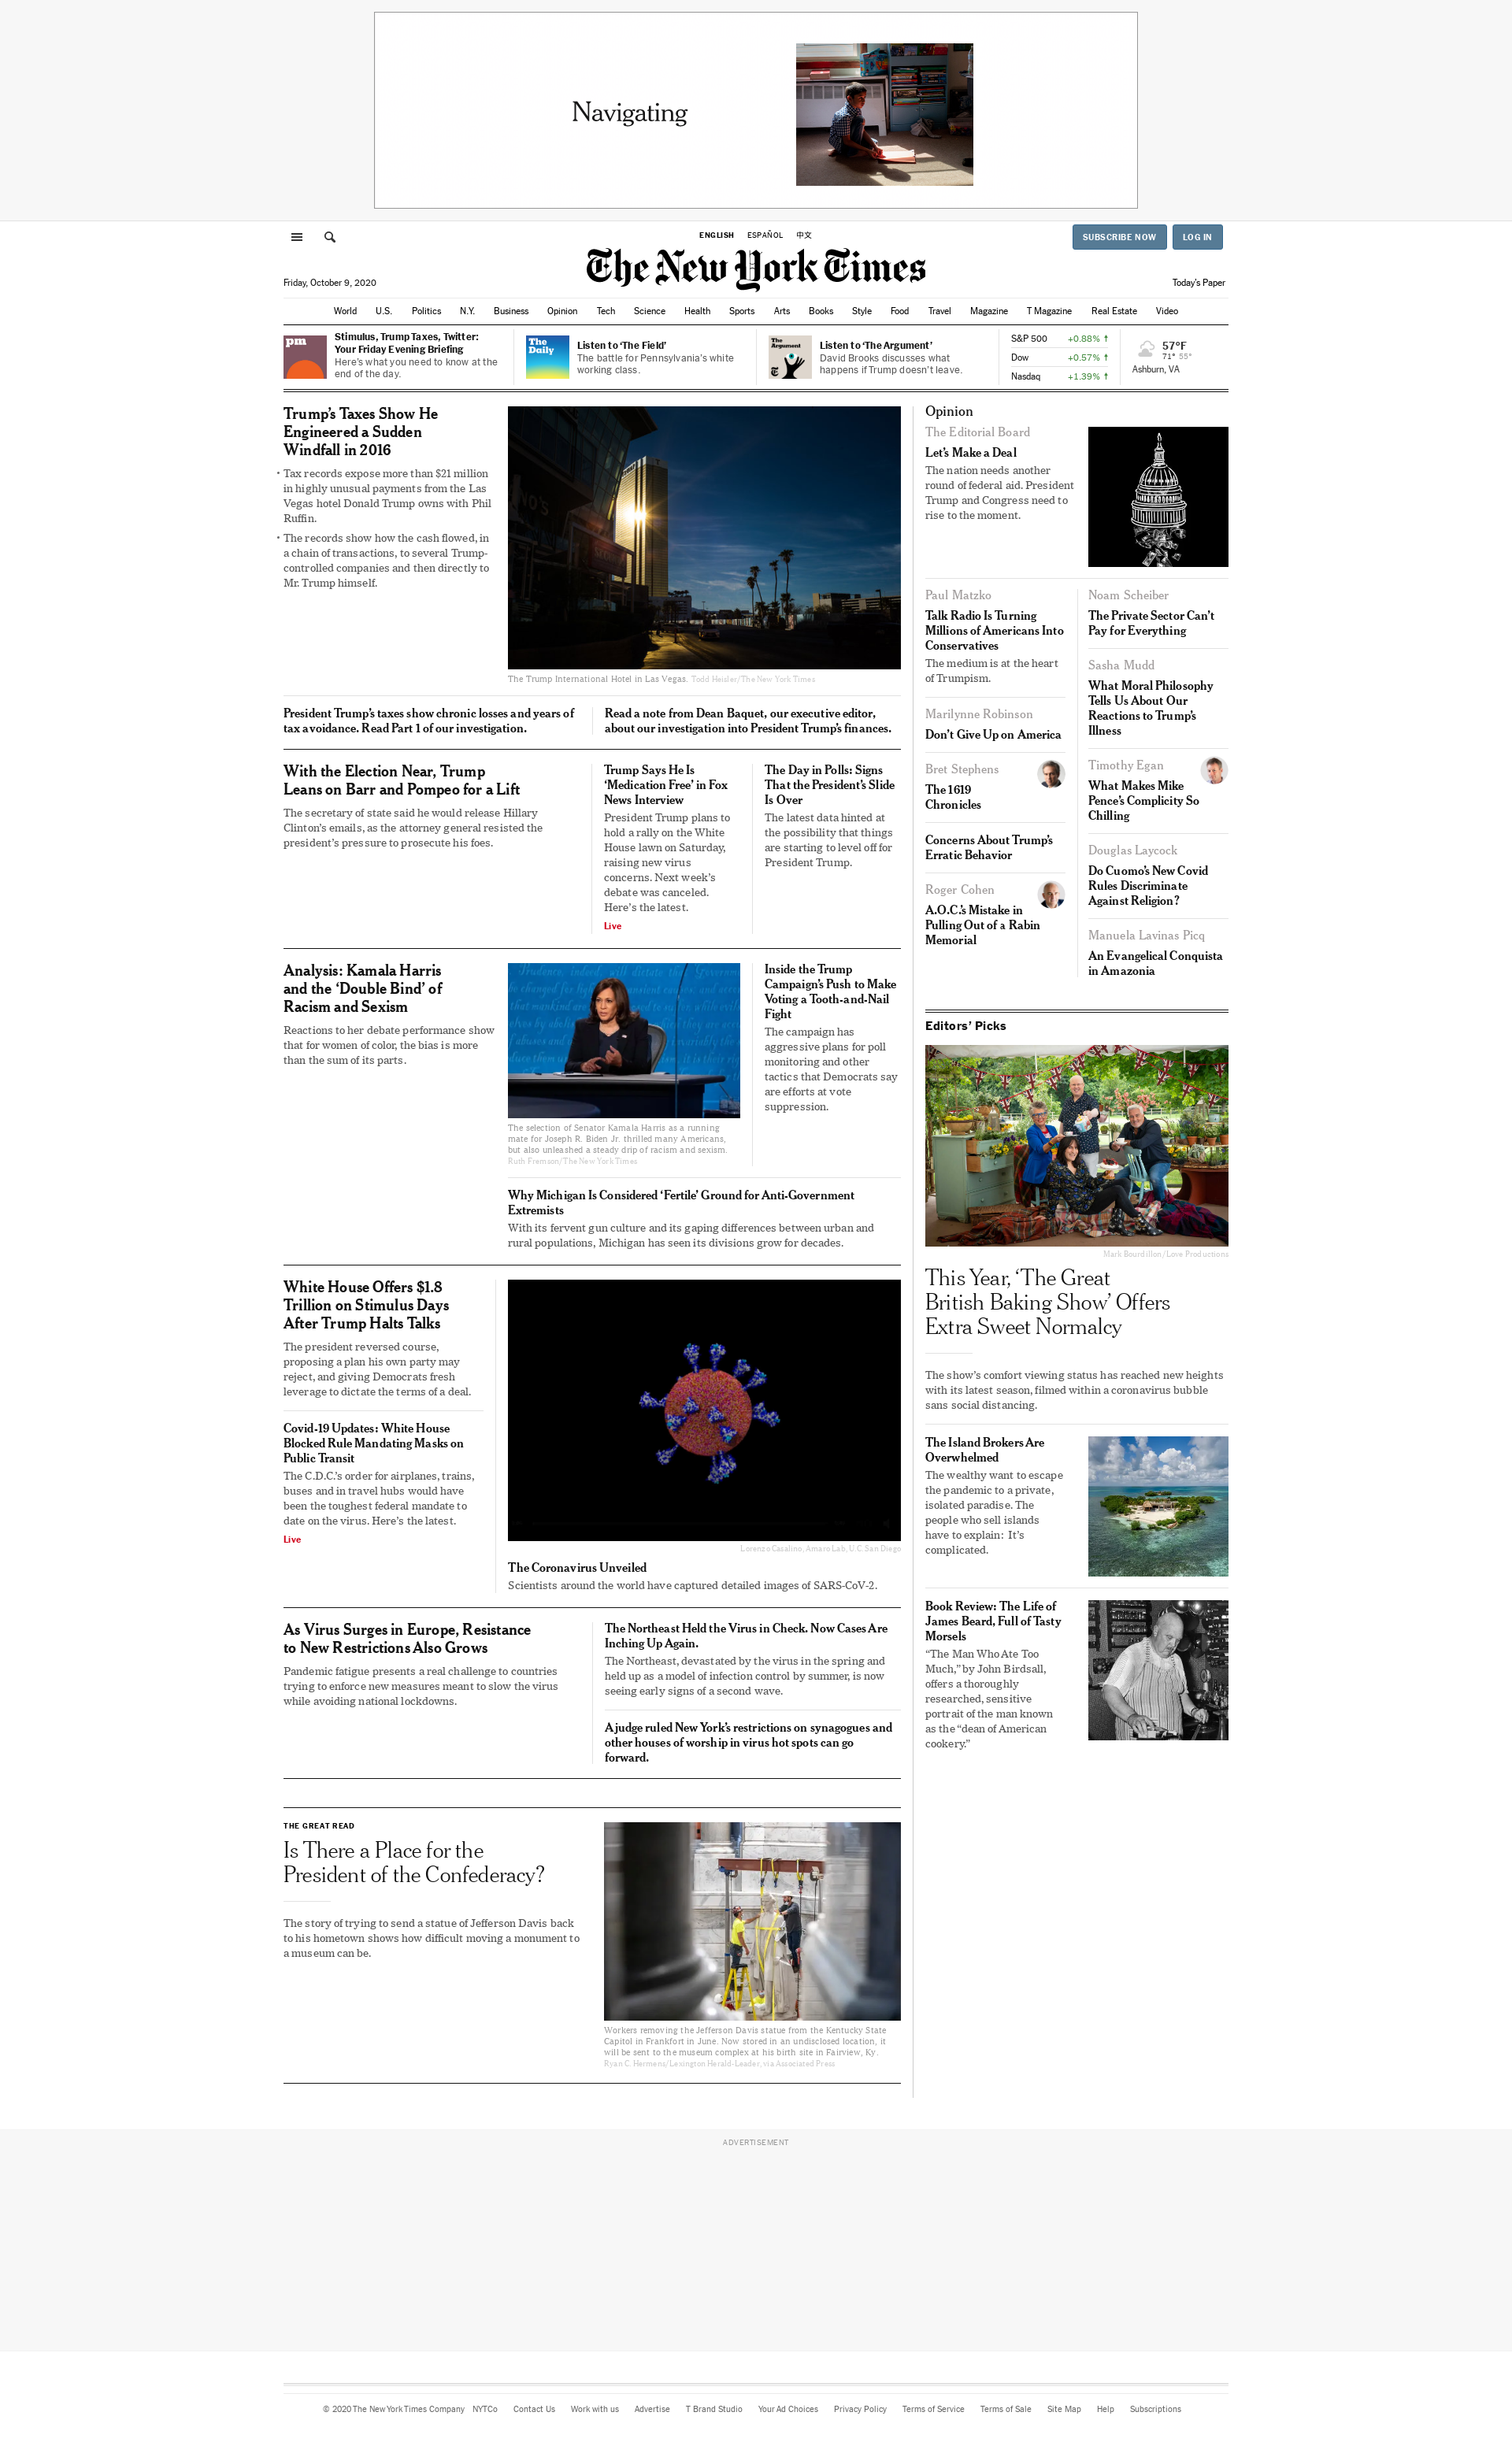 Navigating
ENGLISH ESPAÑOL 中文
SUBSCRIBE NOW LOG IN
The New York Times
Friday, October 9, 2020
Today's Paper
World U.S. Politics N.Y. Business Opinion Tech Science Health Sports Arts Books Style Food Travel Magazine T Magazine Real Estate Video
pm
Stimulus, Trump Taxes, Twitter:
Your Friday Evening Briefing
Here's what you need to know at the
end of the day.
The
Daily
Listen to ‘The Field’
The battle for Pennsylvania's white
working class.
The
Argument
Listen to ‘The Argument’
David Brooks discusses what
happens if Trump doesn't leave.
S&P 500 +0.88% ↑
Dow +0.57% ↑
Nasdaq +1.39% ↑
57°F
71° 55°
Ashburn, VA
Trump’s Taxes Show He
Engineered a Sudden
Windfall in 2016
• Tax records expose more than $21 million
in highly unusual payments from the Las
Vegas hotel Donald Trump owns with Phil
Ruffin.
• The records show how the cash flowed, in
a chain of transactions, to several Trump-
controlled companies and then directly to
Mr. Trump himself.
The Trump International Hotel in Las Vegas. Todd Heisler/The New York Times
President Trump’s taxes show chronic losses and years of
tax avoidance. Read Part 1 of our investigation.
Read a note from Dean Baquet, our executive editor,
about our investigation into President Trump’s finances.
With the Election Near, Trump
Leans on Barr and Pompeo for a Lift
The secretary of state said he would release Hillary
Clinton’s emails, as the attorney general resisted the
president’s pressure to prosecute his foes.
Trump Says He Is
‘Medication Free’ in Fox
News Interview
President Trump plans to
hold a rally on the White
House lawn on Saturday,
raising new virus
concerns. Next week’s
debate was canceled.
Here’s the latest.
Live
The Day in Polls: Signs
That the President’s Slide
Is Over
The latest data hinted at
the possibility that things
are starting to level off for
President Trump.
Analysis: Kamala Harris
and the ‘Double Bind’ of
Racism and Sexism
Reactions to her debate performance show
that for women of color, the bias is more
than the sum of its parts.
The selection of Senator Kamala Harris as a running
mate for Joseph R. Biden Jr. thrilled many Americans,
but also unleashed a steady drip of racism and sexism.
Ruth Fremson/The New York Times
Inside the Trump
Campaign’s Push to Make
Voting a Tooth-and-Nail
Fight
The campaign has
aggressive plans for poll
monitoring and other
tactics that Democrats say
are efforts at vote
suppression.
Why Michigan Is Considered ‘Fertile’ Ground for Anti-Government
Extremists
With its fervent gun culture and its gaping differences between urban and
rural populations, Michigan has seen its divisions grow for decades.
White House Offers $1.8
Trillion on Stimulus Days
After Trump Halts Talks
The president reversed course,
proposing a plan his own party may
reject, and giving Democrats fresh
leverage to dictate the terms of a deal.
Covid-19 Updates: White House
Blocked Rule Mandating Masks on
Public Transit
The C.D.C.’s order for airplanes, trains,
buses and in travel hubs would have
been the toughest federal mandate to
date on the virus. Here’s the latest.
Live
Lorenzo Casalino, Amaro Lab, U.C. San Diego
The Coronavirus Unveiled
Scientists around the world have captured detailed images of SARS-CoV-2.
As Virus Surges in Europe, Resistance
to New Restrictions Also Grows
Pandemic fatigue presents a real challenge to countries
trying to enforce new measures meant to slow the virus
while avoiding national lockdowns.
The Northeast Held the Virus in Check. Now Cases Are
Inching Up Again.
The Northeast, devastated by the virus in the spring and
held up as a model of infection control by summer, is now
seeing early signs of a second wave.
A judge ruled New York’s restrictions on synagogues and
other houses of worship in virus hot spots can go
forward.
THE GREAT READ
Is There a Place for the
President of the Confederacy?
The story of trying to send a statue of Jefferson Davis back
to his hometown shows how difficult moving a monument to
a museum can be.
Workers removing the Jefferson Davis statue from the Kentucky State
Capitol in Frankfort in June. Now stored in an undisclosed location, it
will be sent to the museum complex at his birth site in Fairview, Ky.
Ryan C. Hermens/Lexington Herald-Leader, via Associated Press
Opinion
The Editorial Board
Let’s Make a Deal
The nation needs another
round of federal aid. President
Trump and Congress need to
rise to the moment.
Paul Matzko
Talk Radio Is Turning
Millions of Americans Into
Conservatives
The medium is at the heart
of Trumpism.
Marilynne Robinson
Don’t Give Up on America
Bret Stephens
The 1619
Chronicles
Concerns About Trump’s
Erratic Behavior
Roger Cohen
A.O.C.’s Mistake in
Pulling Out of a Rabin
Memorial
Noam Scheiber
The Private Sector Can’t
Pay for Everything
Sasha Mudd
What Moral Philosophy
Tells Us About Our
Reactions to Trump’s
Illness
Timothy Egan
What Makes Mike
Pence’s Complicity So
Chilling
Douglas Laycock
Do Cuomo’s New Covid
Rules Discriminate
Against Religion?
Manuela Lavinas Picq
An Evangelical Conquista
in Amazonia
Editors’ Picks
Mark Bourdillon/Love Productions
This Year, ‘The Great
British Baking Show’ Offers
Extra Sweet Normalcy
The show’s comfort viewing status has reached new heights
with its latest season, filmed within a coronavirus bubble
sans social distancing.
The Island Brokers Are
Overwhelmed
The wealthy want to escape
the pandemic to a private,
isolated paradise. The
people who sell islands
have to explain: It’s
complicated.
Book Review: The Life of
James Beard, Full of Tasty
Morsels
“The Man Who Ate Too
Much,” by John Birdsall,
offers a thoroughly
researched, sensitive
portrait of the man known
as the “dean of American
cookery.”
ADVERTISEMENT
© 2020 The New York Times Company NYTCo Contact Us Work with us Advertise T Brand Studio Your Ad Choices Privacy Policy Terms of Service Terms of Sale Site Map Help Subscriptions